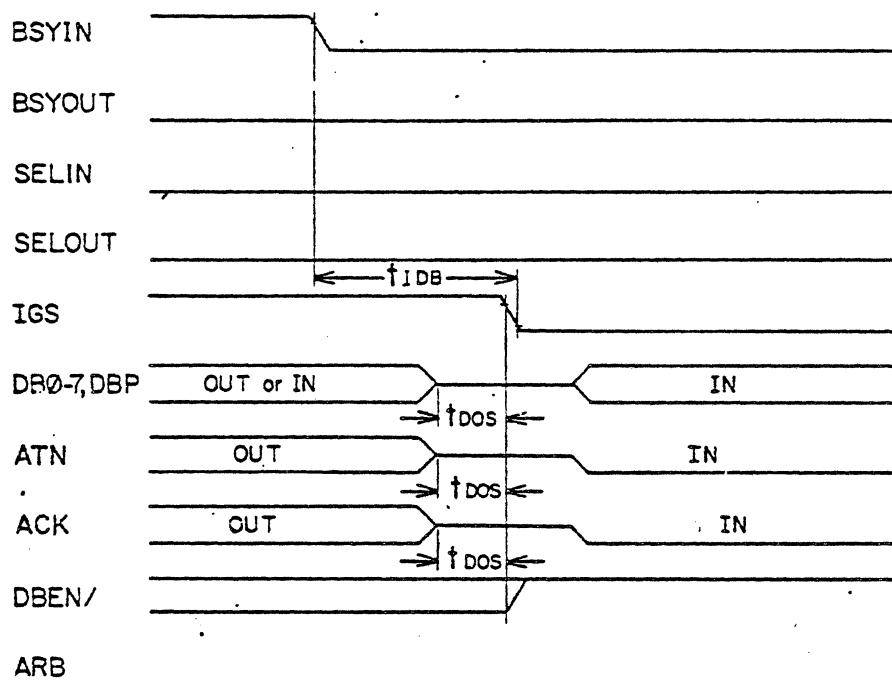 BSYIN
BSYOUT
SELIN
SELOUT
tIDB
IGS
DBØ-7,DBP OUT or IN IN
tDOS
ATN OUT IN
tDOS
ACK OUT IN
tDOS
DBEN/
ARB